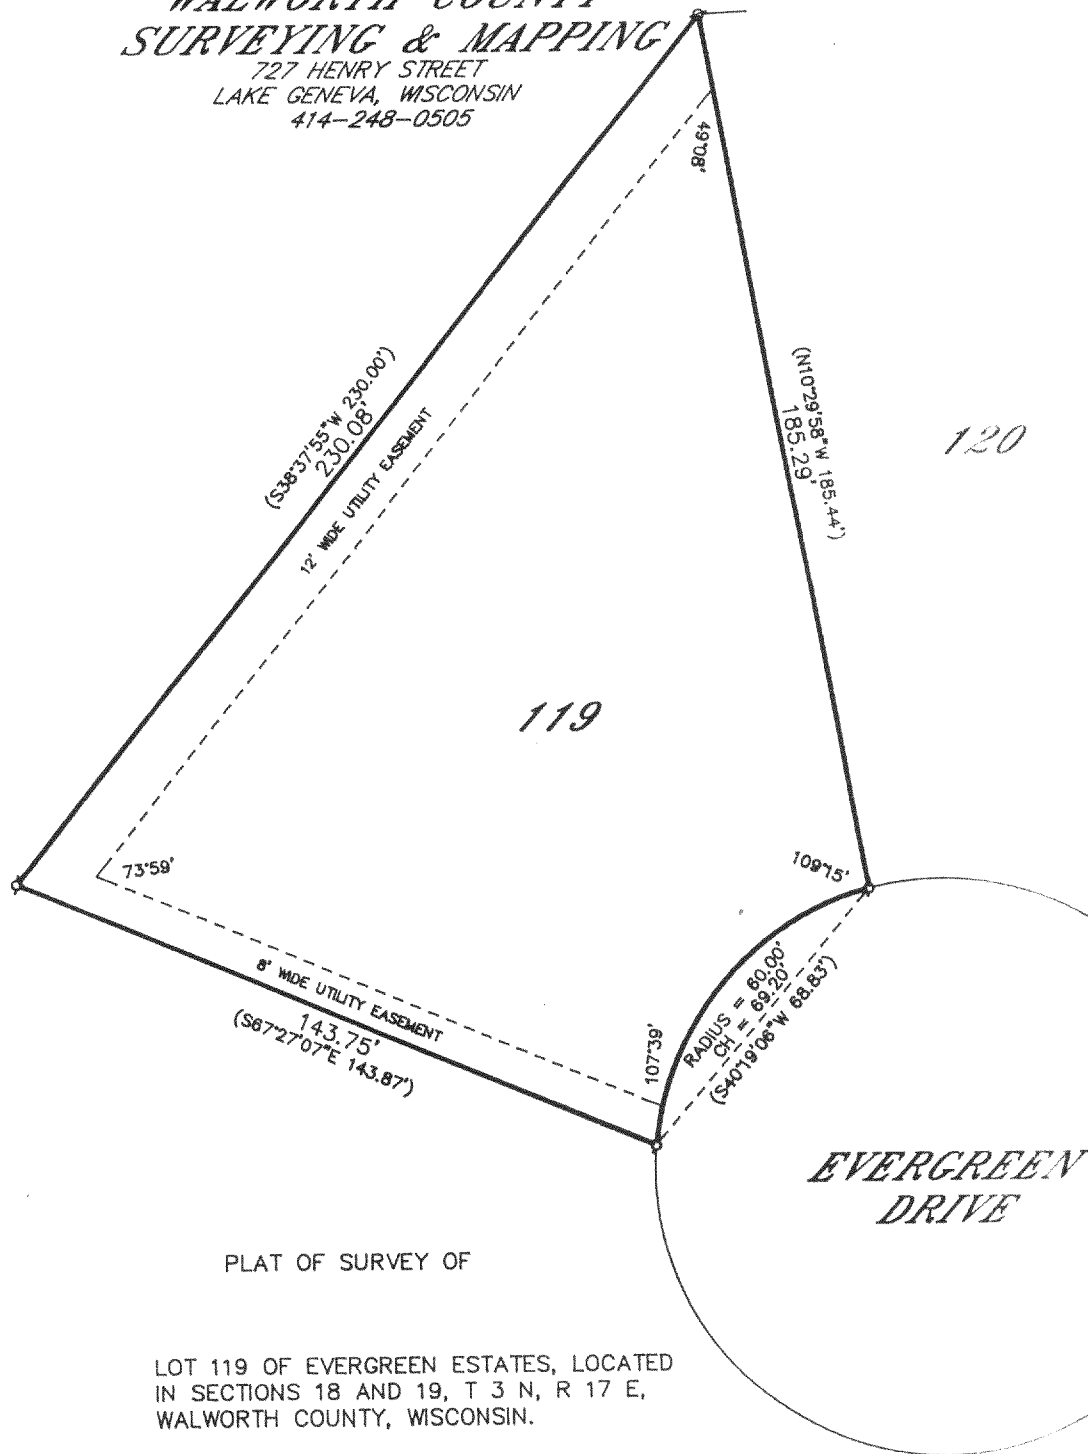 WALWORTH COUNTY
SURVEYING & MAPPING
727 HENRY STREET
LAKE GENEVA, WISCONSIN
414-248-0505
49°08'
(S38°37'55"W 230.00')
230.08'
12' WIDE UTILITY EASEMENT
(N10°29'58"W 185.44')
185.29'
120
119
73°59'
109°15'
8' WIDE UTILITY EASEMENT
143.75'
(S67°27'07"E 143.87')
107°39'
RADIUS = 60.00'
CH = 69.20'
(S40°19'06"W 68.83')
EVERGREEN
DRIVE
PLAT OF SURVEY OF
LOT 119 OF EVERGREEN ESTATES, LOCATED
IN SECTIONS 18 AND 19, T 3 N, R 17 E,
WALWORTH COUNTY, WISCONSIN.